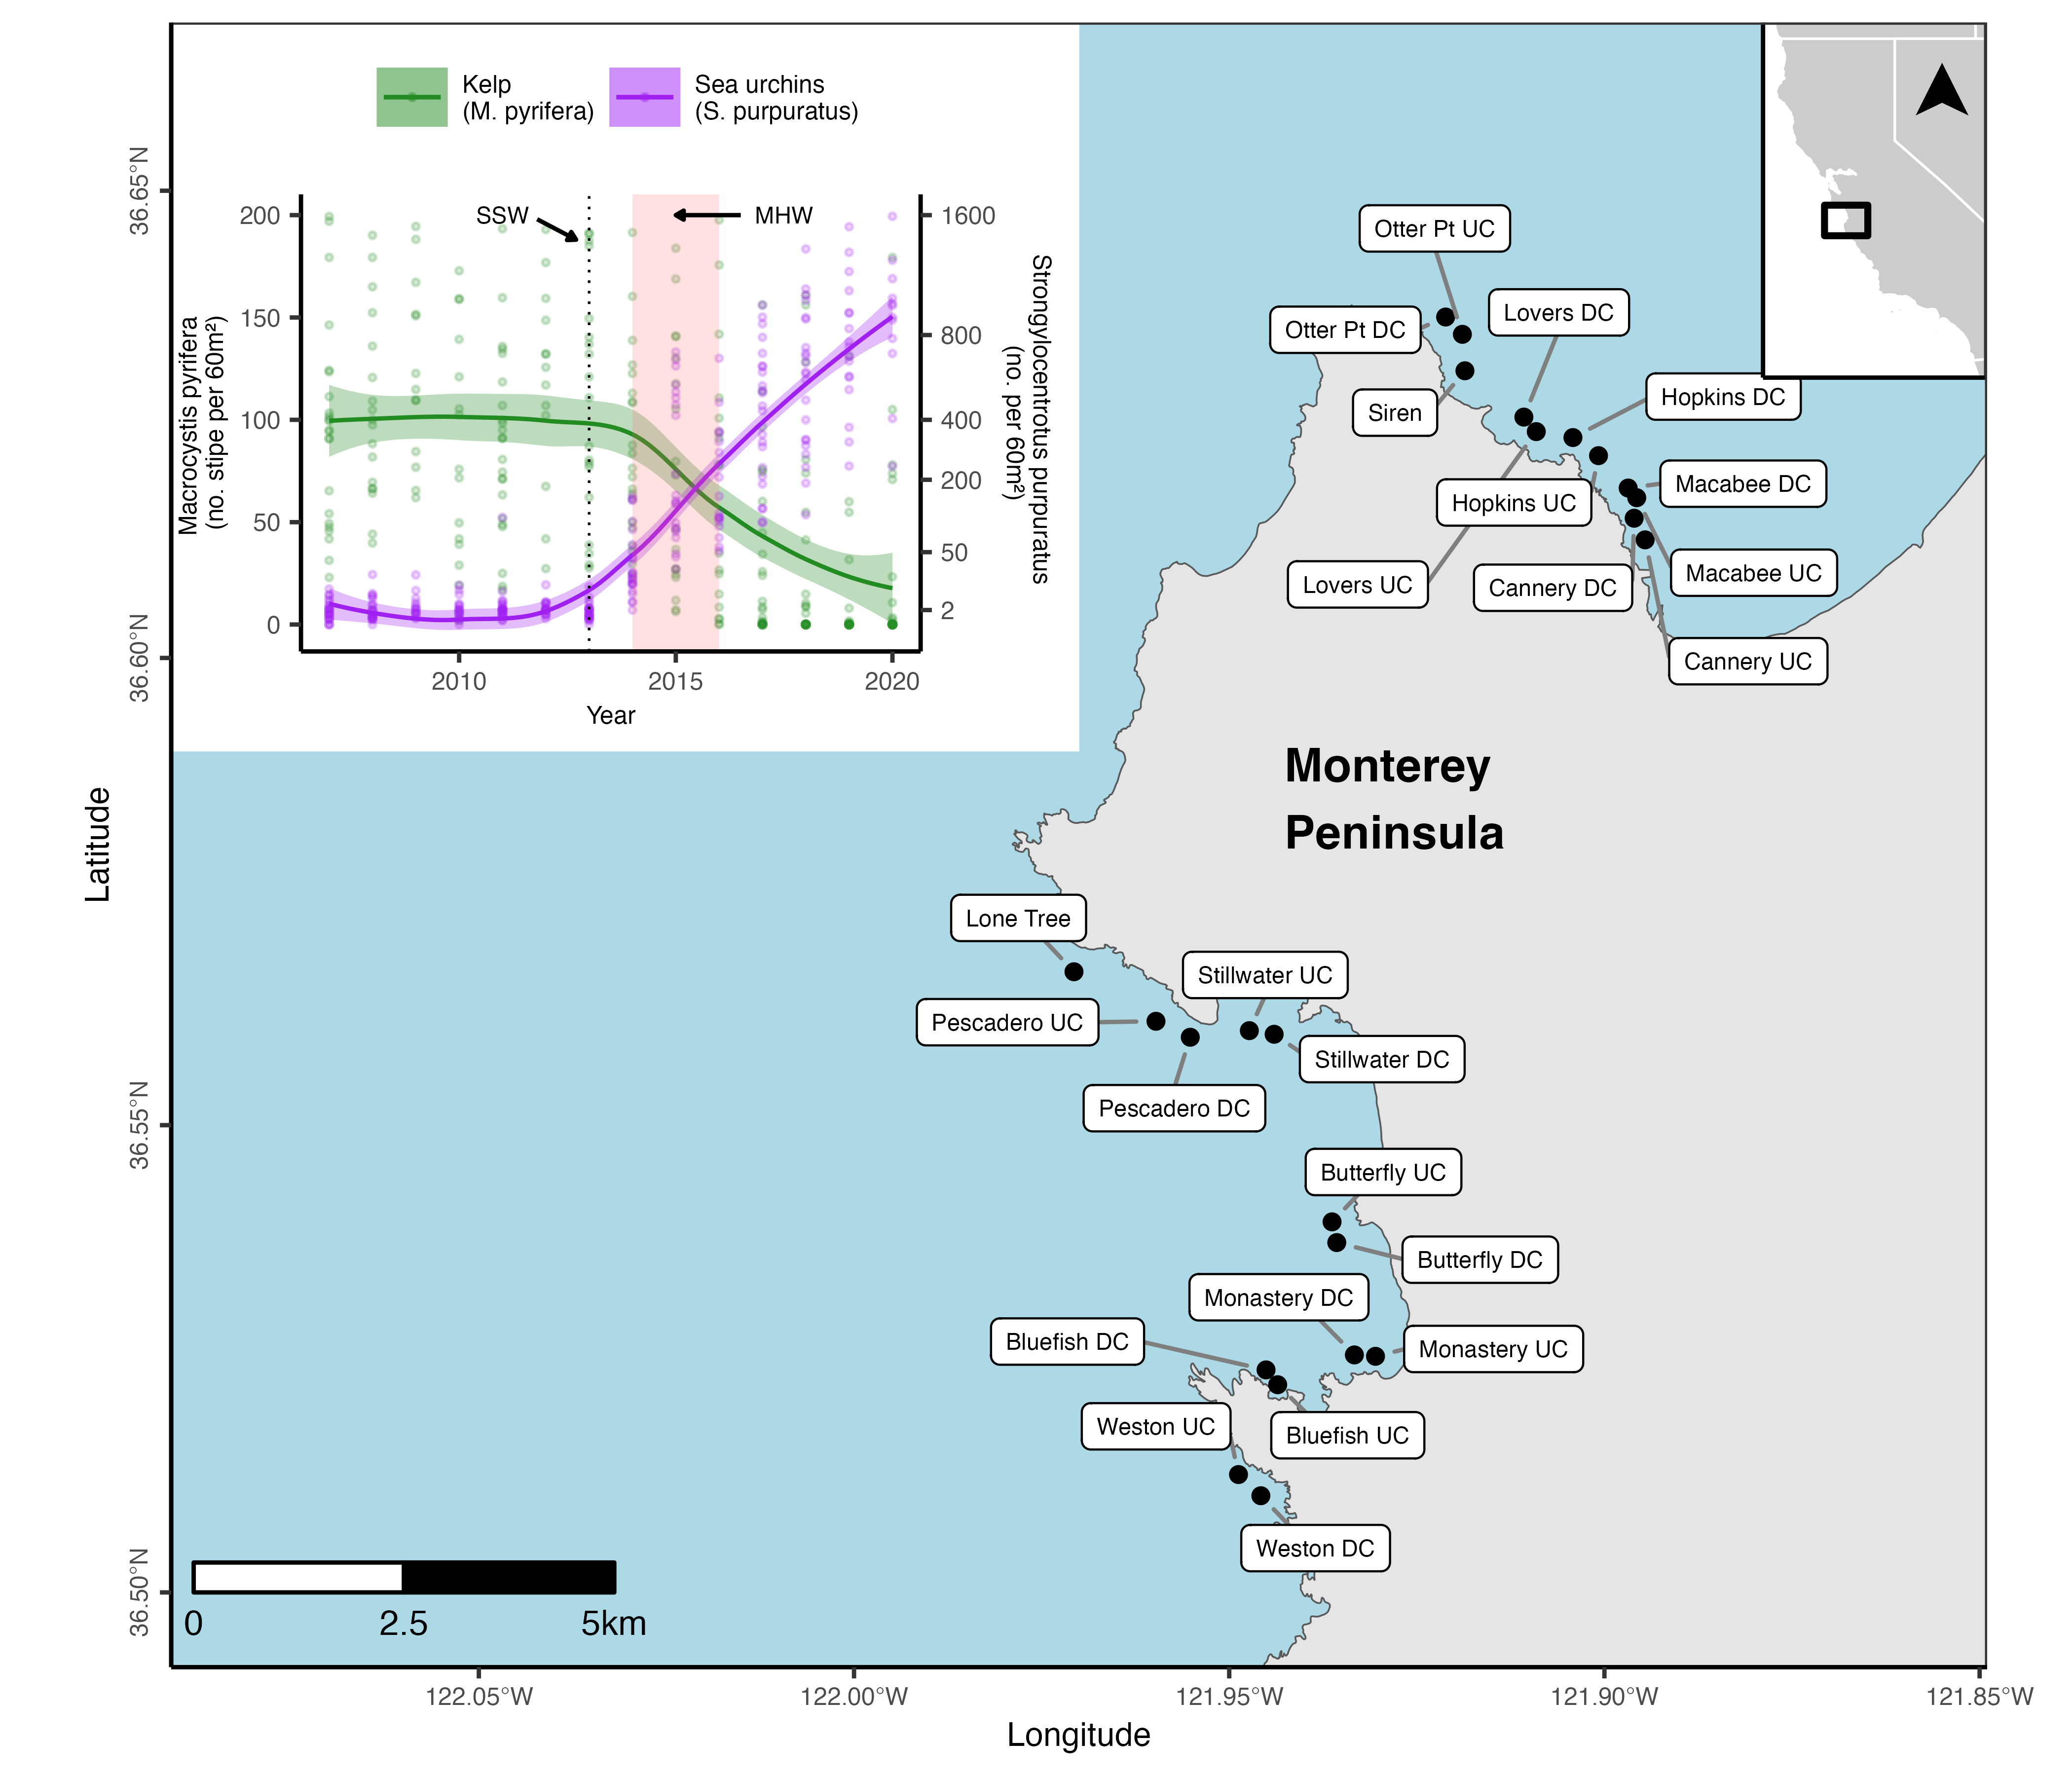 Kelp
(M. pyrifera)
Sea urchins
(S. purpuratus)
SSW
MHW
200
150
100
50
0
1600
800
400
200
50
2
Macrocystis pyrifera
(no. stipe per 60m²)
Strongylocentrotus purpuratus
(no. per 60m²)
2010
2015
2020
Year
Otter Pt UC
Otter Pt DC
Lovers DC
Siren
Hopkins DC
Macabee DC
Hopkins UC
Lovers UC
Cannery DC
Macabee UC
Cannery UC
Monterey
Peninsula
Lone Tree
Stillwater UC
Pescadero UC
Stillwater DC
Pescadero DC
Butterfly UC
Butterfly DC
Monastery DC
Bluefish DC
Monastery UC
Weston UC
Bluefish UC
Weston DC
0
2.5
5km
36.65°N
36.60°N
36.55°N
36.50°N
Latitude
122.05°W
122.00°W
121.95°W
121.90°W
121.85°W
Longitude